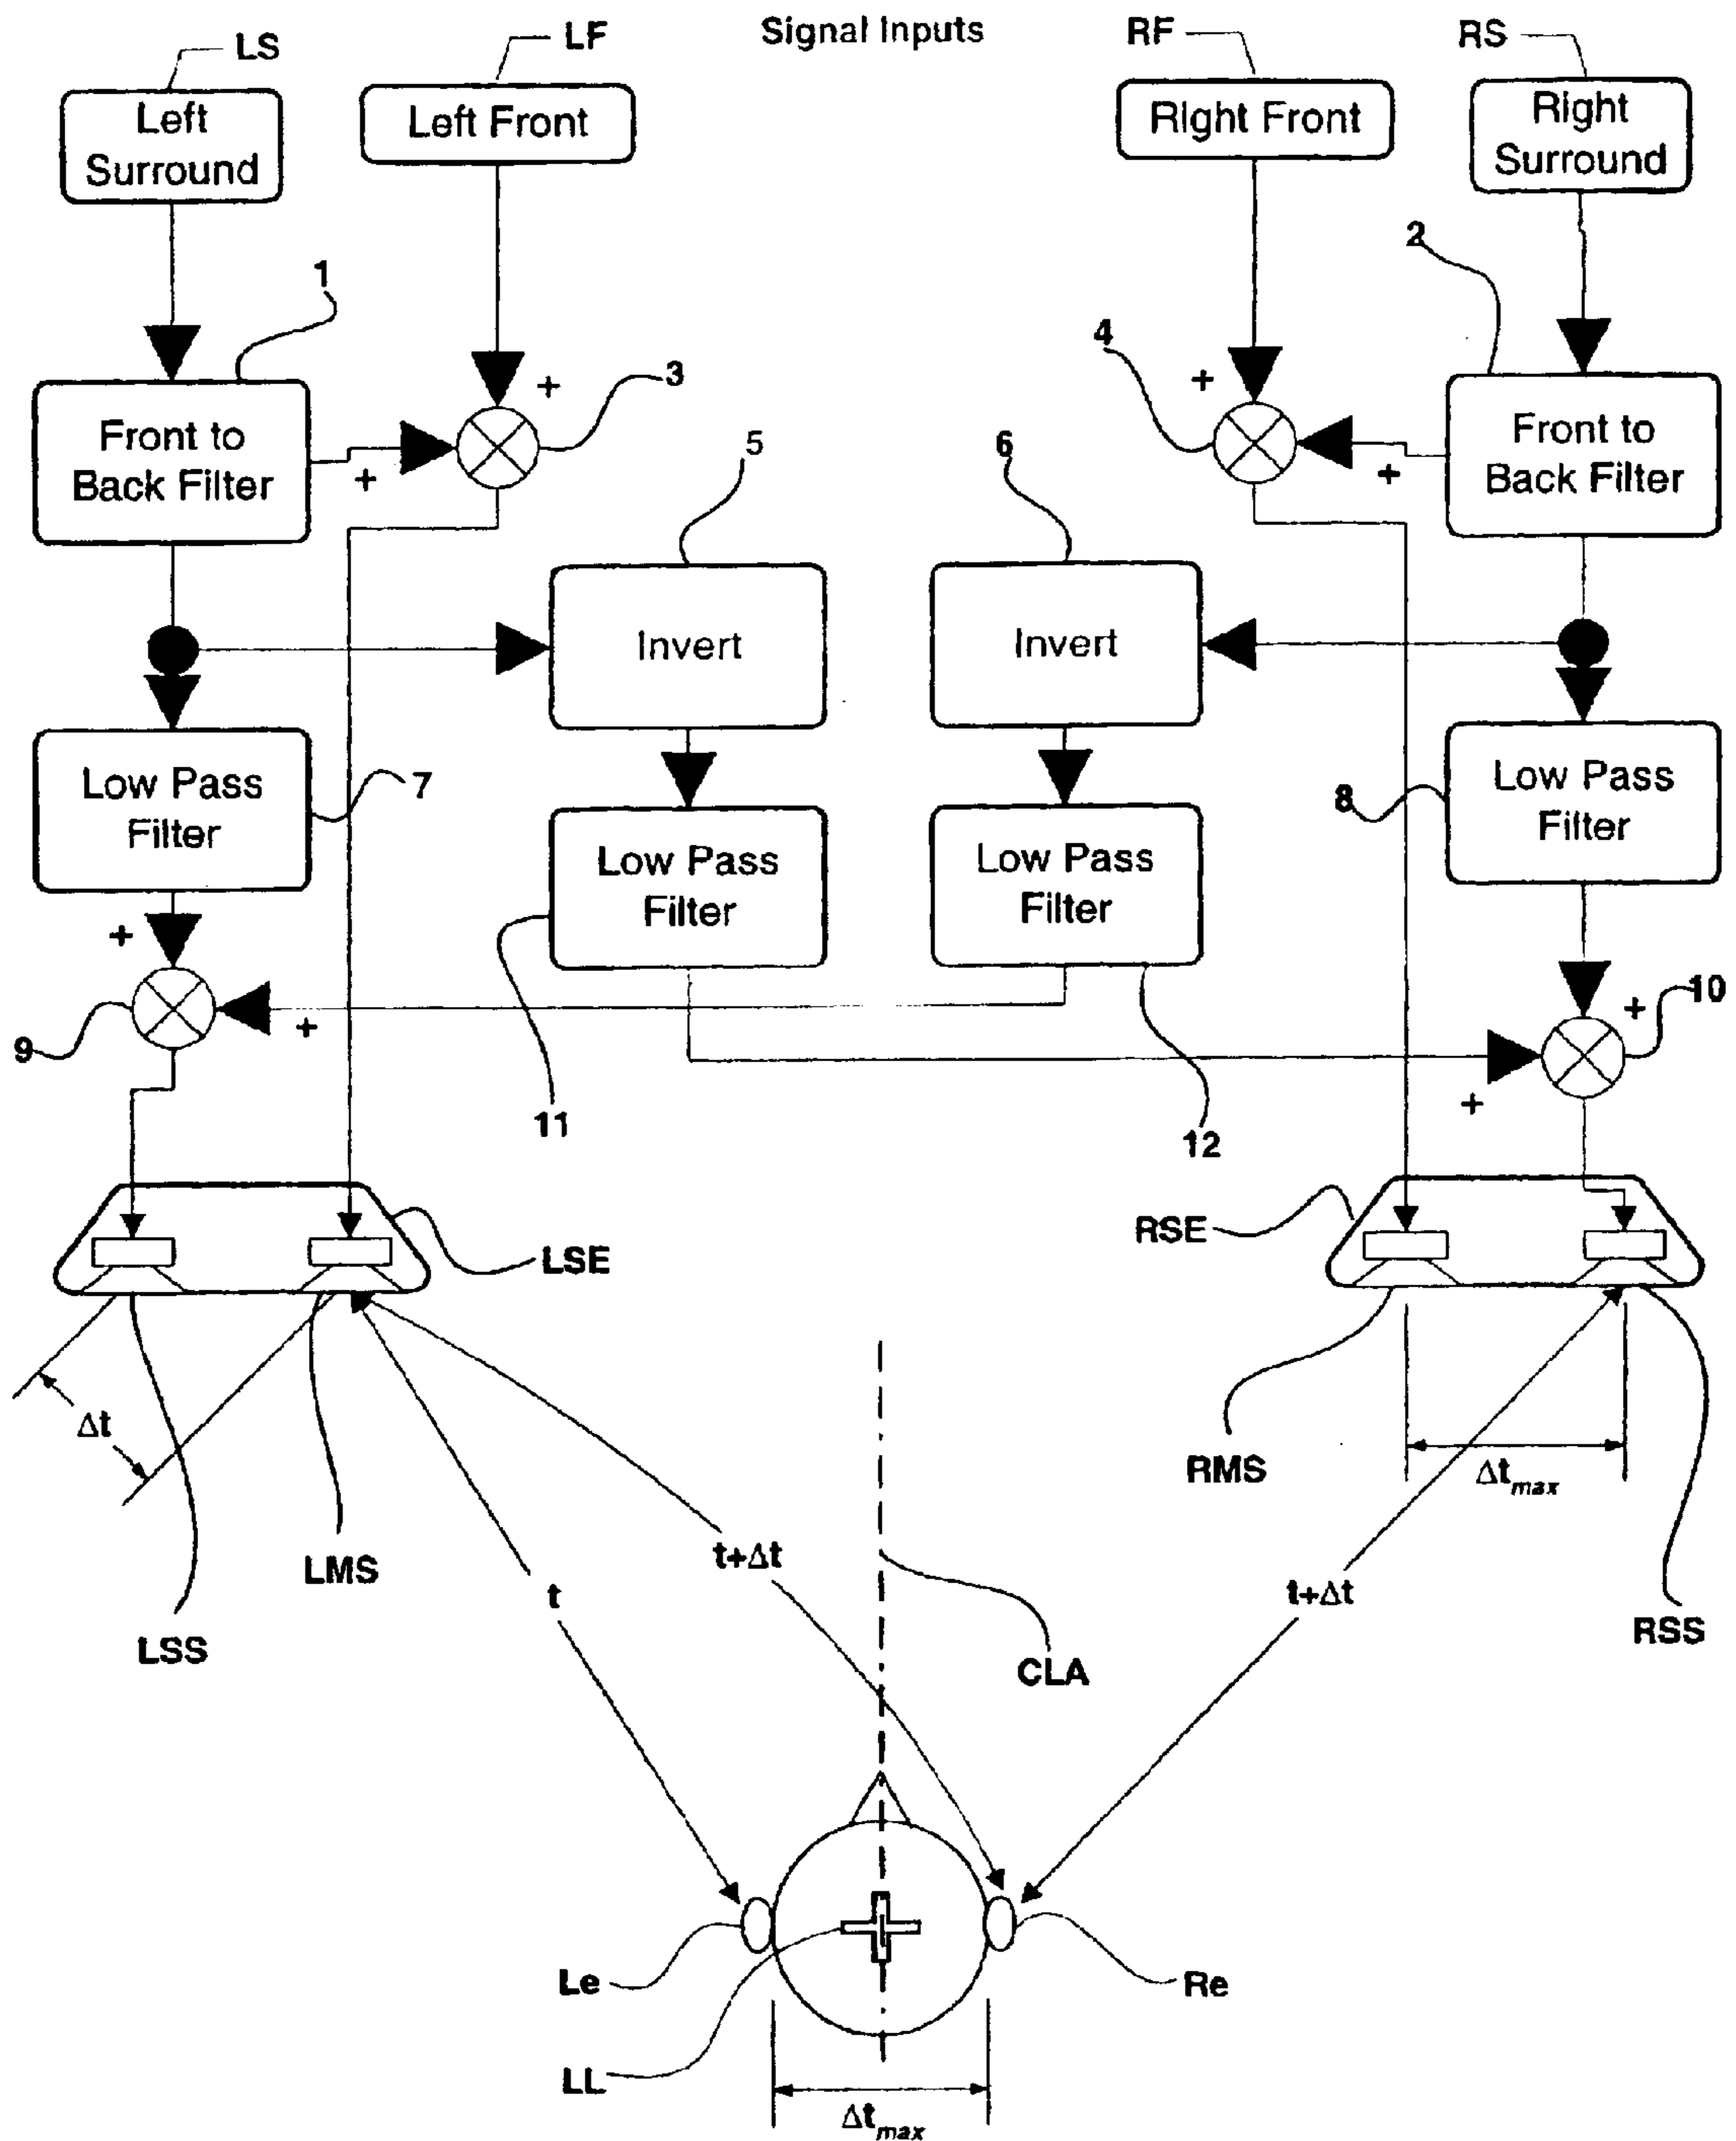 Signal Inputs
LS
LF
RF
RS
Left
Surround
Left Front
Right Front
Right
Surround
1
2
3
4
+
+
+
+
Front to
Back Filter
Front to
Back Filter
5
6
Invert
Invert
Low Pass
Filter
7
8
Low Pass
Filter
Low Pass
Filter
Low Pass
Filter
+
+
+
+
9
10
11
12
LSE
RSE
Δt
LSS
LMS
t
t+Δt
CLA
RMS
Δtmax
t+Δt
RSS
Le
Re
LL
Δtmax